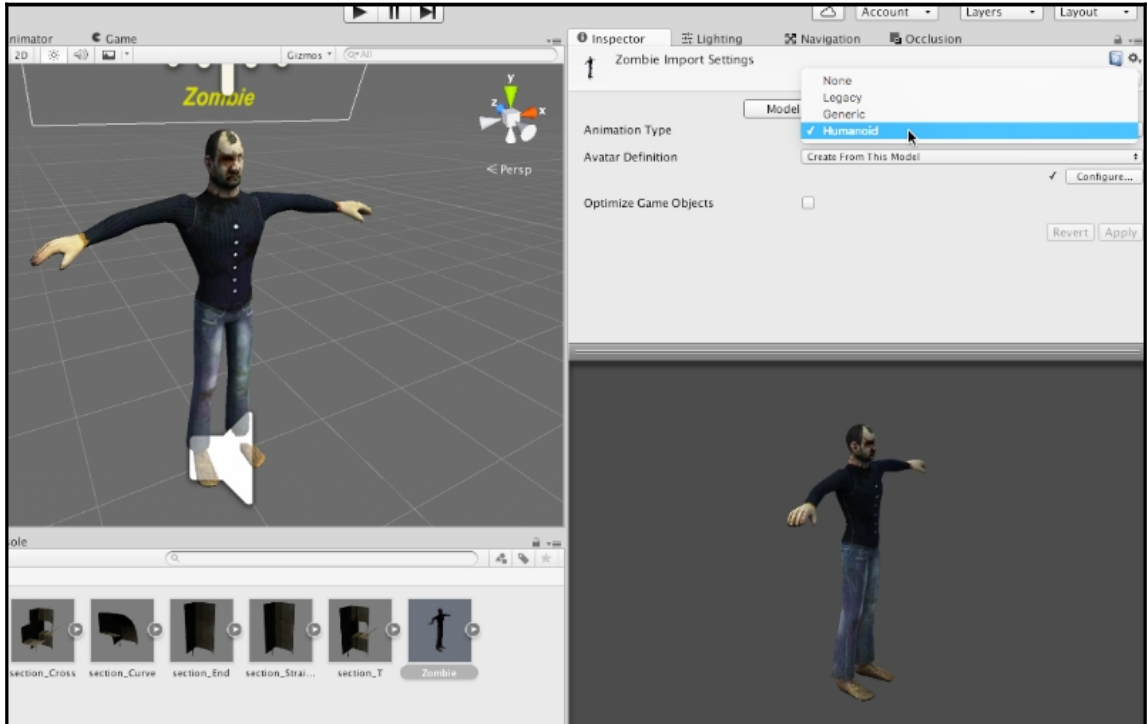 Account
Layers
Layout
nimator
Game
Inspector
Lighting
Navigation
Occlusion
2D
Gizmos
All
Zombie Import Settings
None
Legacy
Generic
Humanoid
Model
Animation Type
Avatar Definition
Create From This Model
Configure...
Optimize Game Objects
Revert
Apply
Zombie
y
z
x
Persp
ole
section_Cross
section_Curve
section_End
section_Strai...
section_T
Zombie